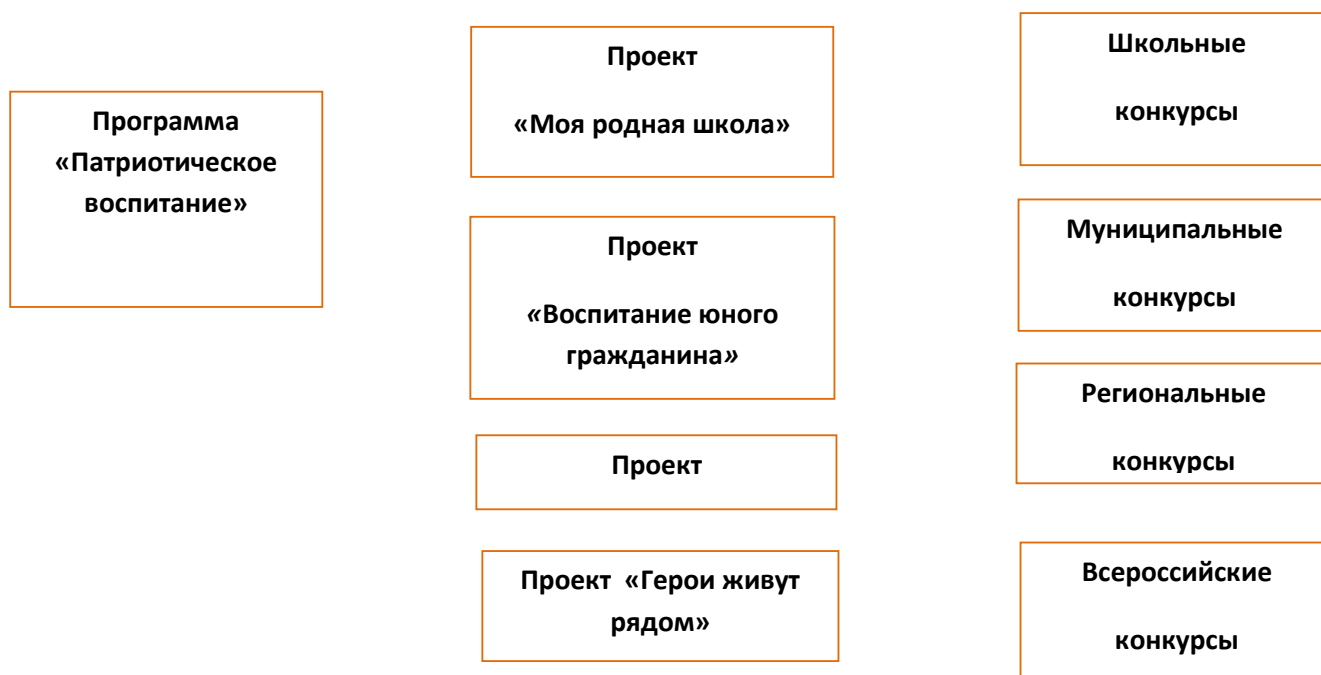 Программа
«Патриотическое
воспитание»
Проект
«Моя родная школа»
Проект
«Воспитание юного
гражданина»
Проект
Проект «Герои живут
рядом»
Школьные
конкурсы
Муниципальные
конкурсы
Региональные
конкурсы
Всероссийские
конкурсы